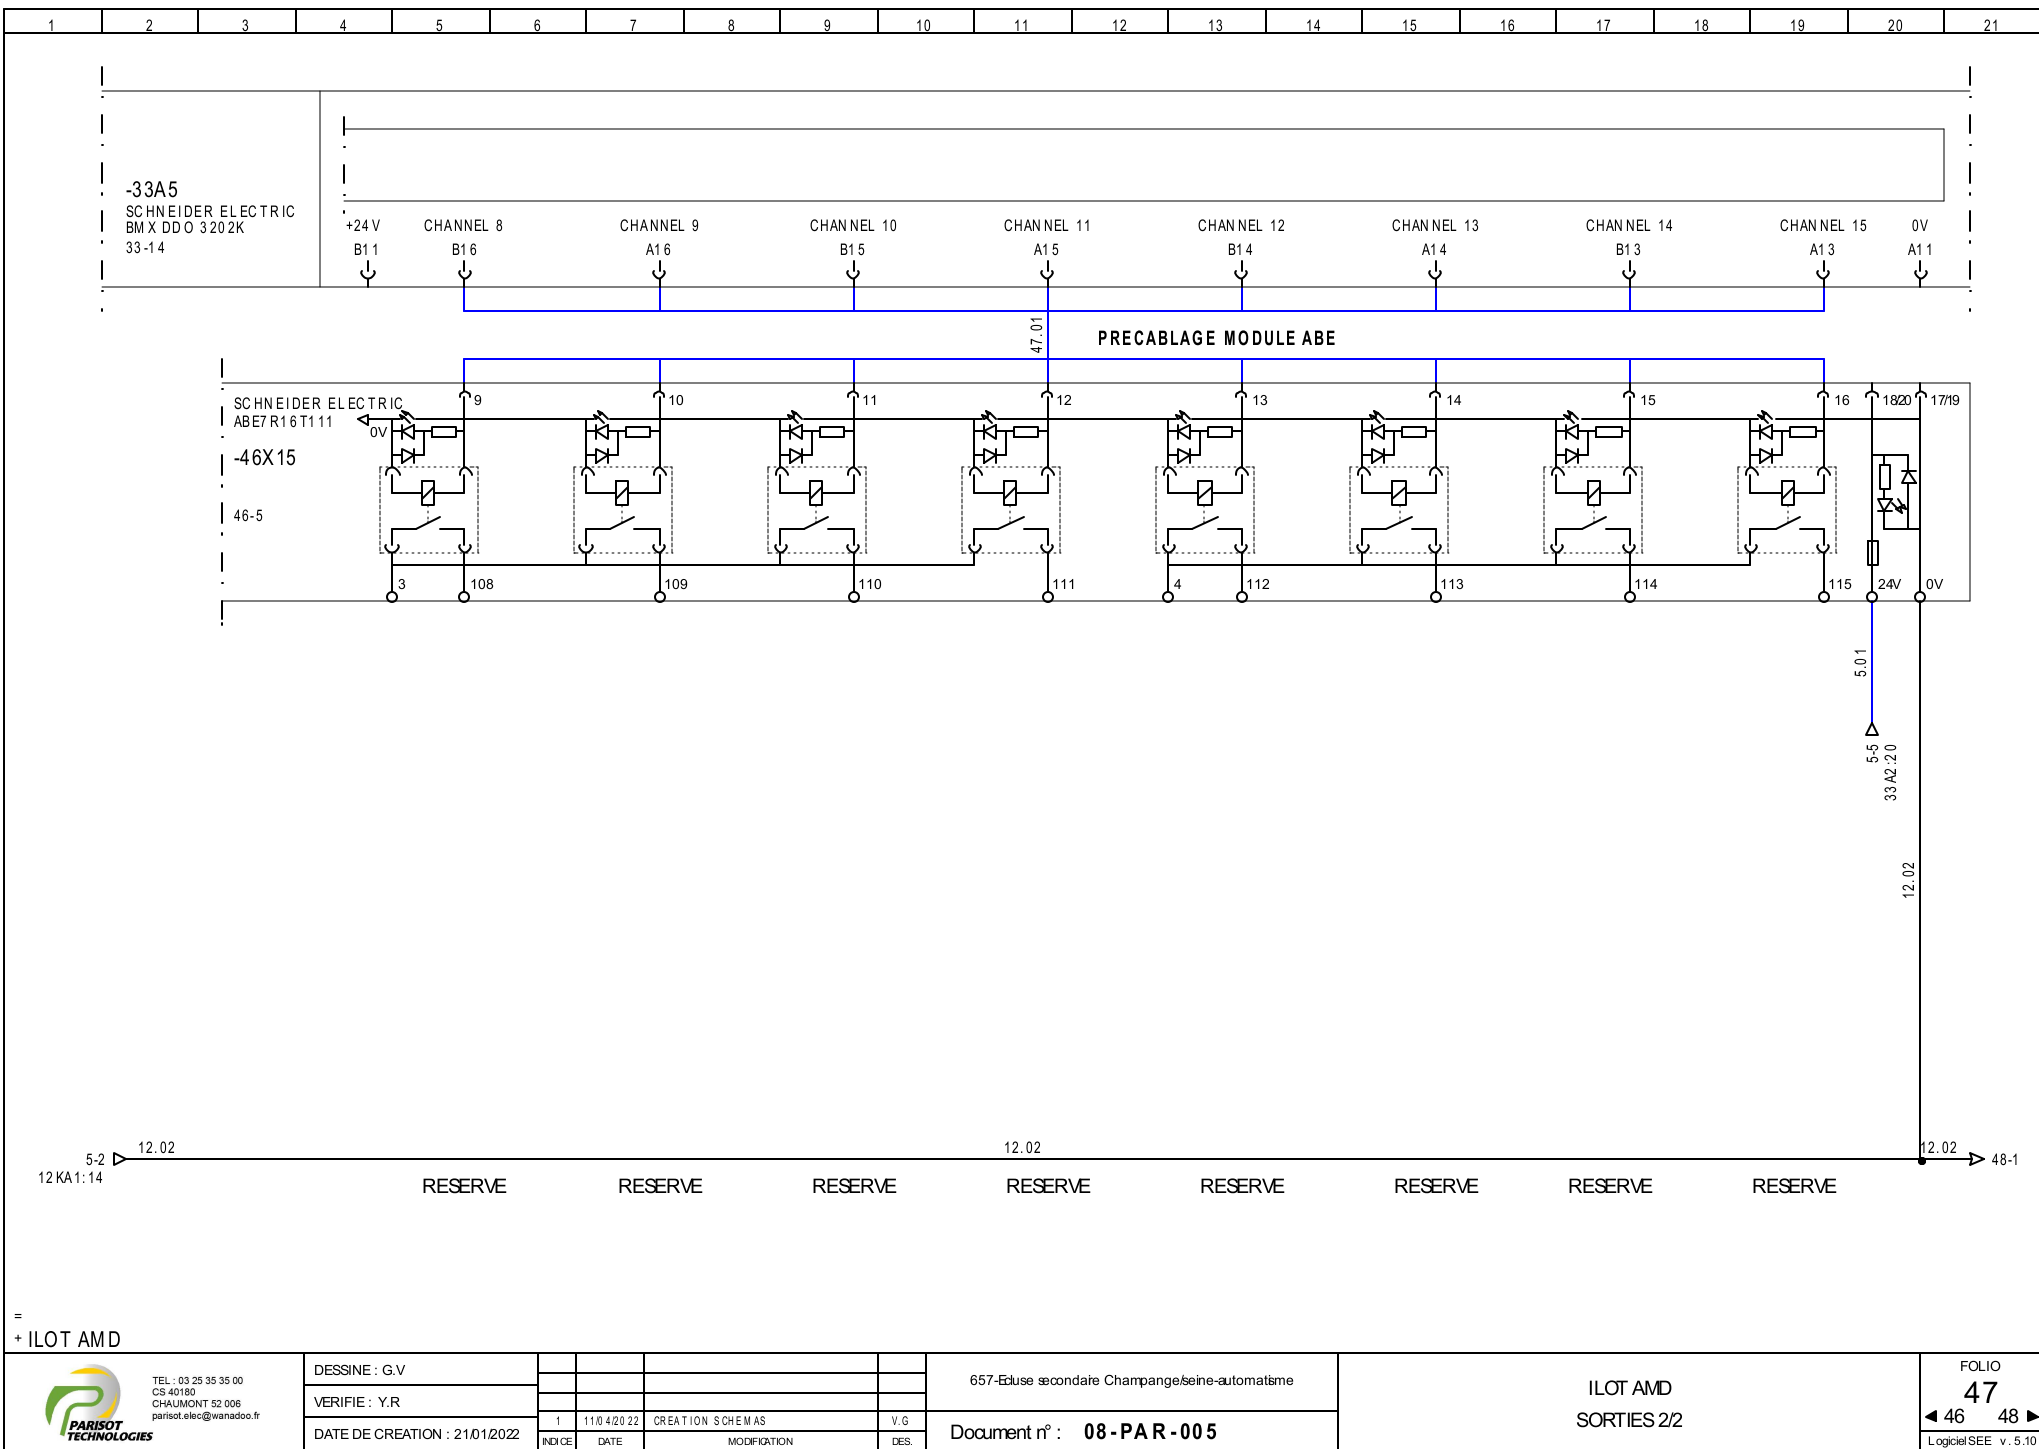 1 2 3 4 5 6 7 8 9 10 11 12 13 14 15 16 17 18 19 20 21
-33A5
SCHNEIDER ELECTRIC
BMX DDO 3202K
33-14
+24V CHANNEL 8 CHANNEL 9 CHANNEL 10 CHANNEL 11 CHANNEL 12 CHANNEL 13 CHANNEL 14 CHANNEL 15 0V
B11 B16 A16 B15 A15 B14 A14 B13 A13 A11
47.01
PRECABLAGE MODULE ABE
SCHNEIDER ELECTRIC
ABE7R16T111
0V
-46X15
46-5
9 10 11 12 13 14 15 16 18/20 17/19
3 108 109 110 111 4 112 113 114 115 24V 0V
5.01
5-5
33A2:20
12.02
5-2 12.02 12.02 12.02 48-1
12KA1:14
RESERVE RESERVE RESERVE RESERVE RESERVE RESERVE RESERVE RESERVE
=
+ ILOT AMD
PARISOT
TECHNOLOGIES
TEL : 03 25 35 35 00
CS 40180
CHAUMONT 52 006
parisot.elec@wanadoo.fr
DESSINE : G.V
VERIFIE : Y.R
DATE DE CREATION : 21/01/2022
1 11/04/2022 CREATION SCHEMAS V.G
INDICE DATE MODIFICATION DES.
657-Ecluse secondaire Champange/seine-automatisme
Document n° : 08-PAR-005
ILOT AMD
SORTIES 2/2
FOLIO
47
46 48
Logiciel SEE v.5.10